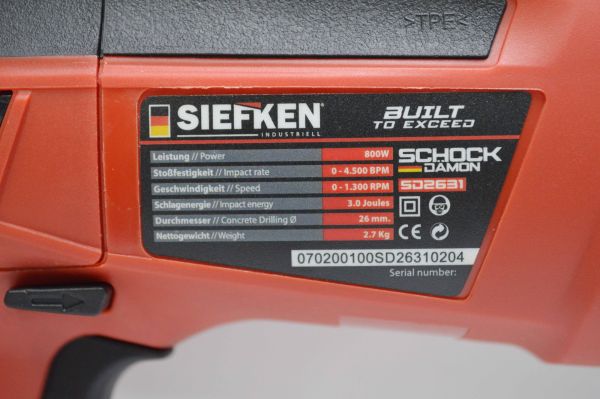 >TPE<
SIEFKEN®
INDUSTRIELL
BUILT
TO EXCEED
Leistung // Power 800W
Stoßfestigkeit // Impact rate 0 - 4.500 BPM
Geschwindigkeit // Speed 0 - 1.300 RPM
Schlagenergie // Impact energy 3.0 Joules
Durchmesser // Concrete Drilling Ø 26 mm.
Nettogewicht // Weight 2.7 Kg
SCHOCK
DÄMON
SD2631
CE
070200100SD26310204
Serial number: